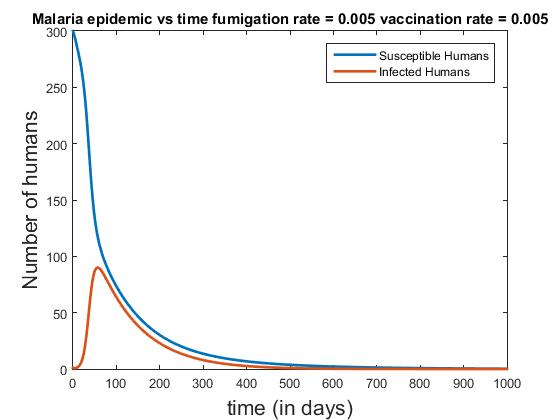 Malaria epidemic vs time fumigation rate = 0.005 vaccination rate = 0.005
Number of humans
300
250
200
150
100
50
0
Susceptible Humans
Infected Humans
0 100 200 300 400 500 600 700 800 900 1000
time (in days)